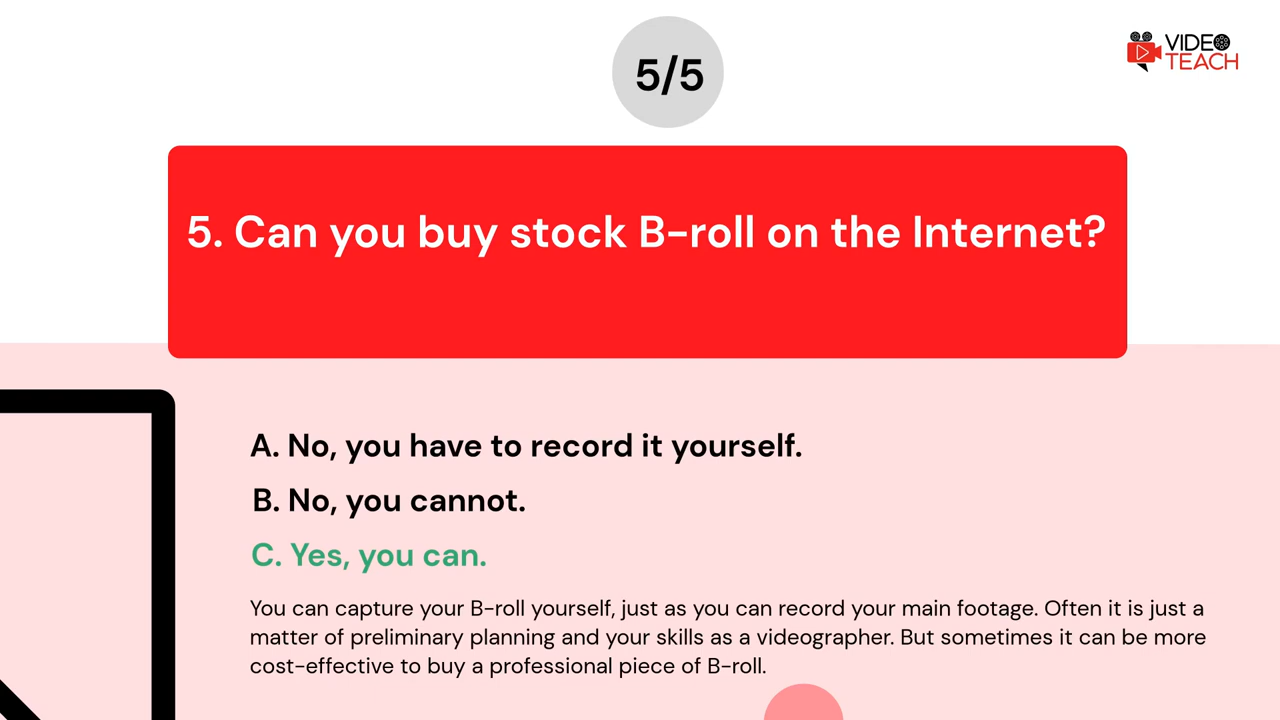 5/5
VIDEO
TEACH
5. Can you buy stock B-roll on the Internet?
A. No, you have to record it yourself.
B. No, you cannot.
C. Yes, you can.
You can capture your B-roll yourself, just as you can record your main footage. Often it is just a
matter of preliminary planning and your skills as a videographer. But sometimes it can be more
cost-effective to buy a professional piece of B-roll.